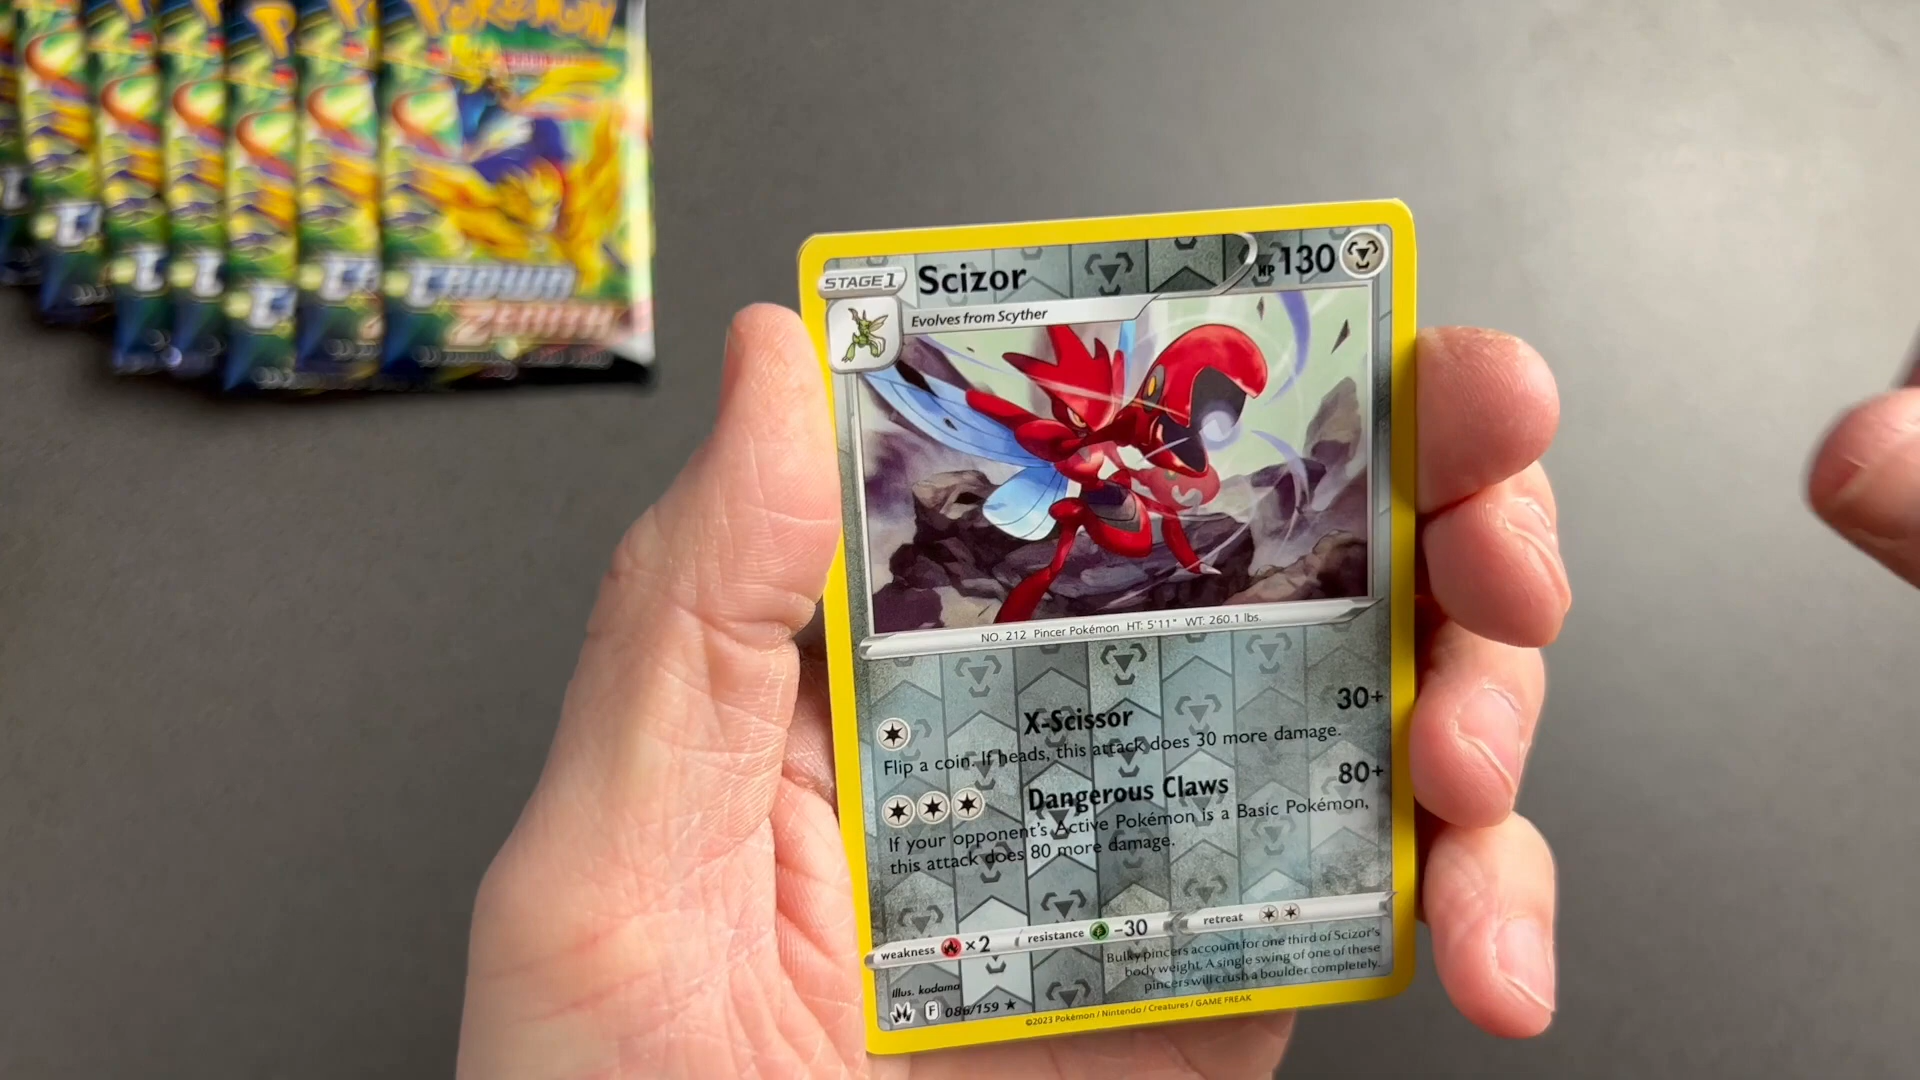 POKÉMON
CROWN
ZENITH
STAGE 1 Scizor HP 130
Evolves from Scyther
NO. 212 Pincer Pokémon HT: 5'11" WT: 260.1 lbs.
X-Scissor 30+
Flip a coin. If heads, this attack does 30 more damage.
Dangerous Claws 80+
If your opponent's Active Pokémon is a Basic Pokémon,
this attack does 80 more damage.
weakness ×2 resistance -30 retreat
Bulky pincers account for one third of Scizor's
body weight. A single swing of one of these
pincers will crush a boulder completely.
Illus. kodama
F 086/159
©2023 Pokémon / Nintendo / Creatures / GAME FREAK